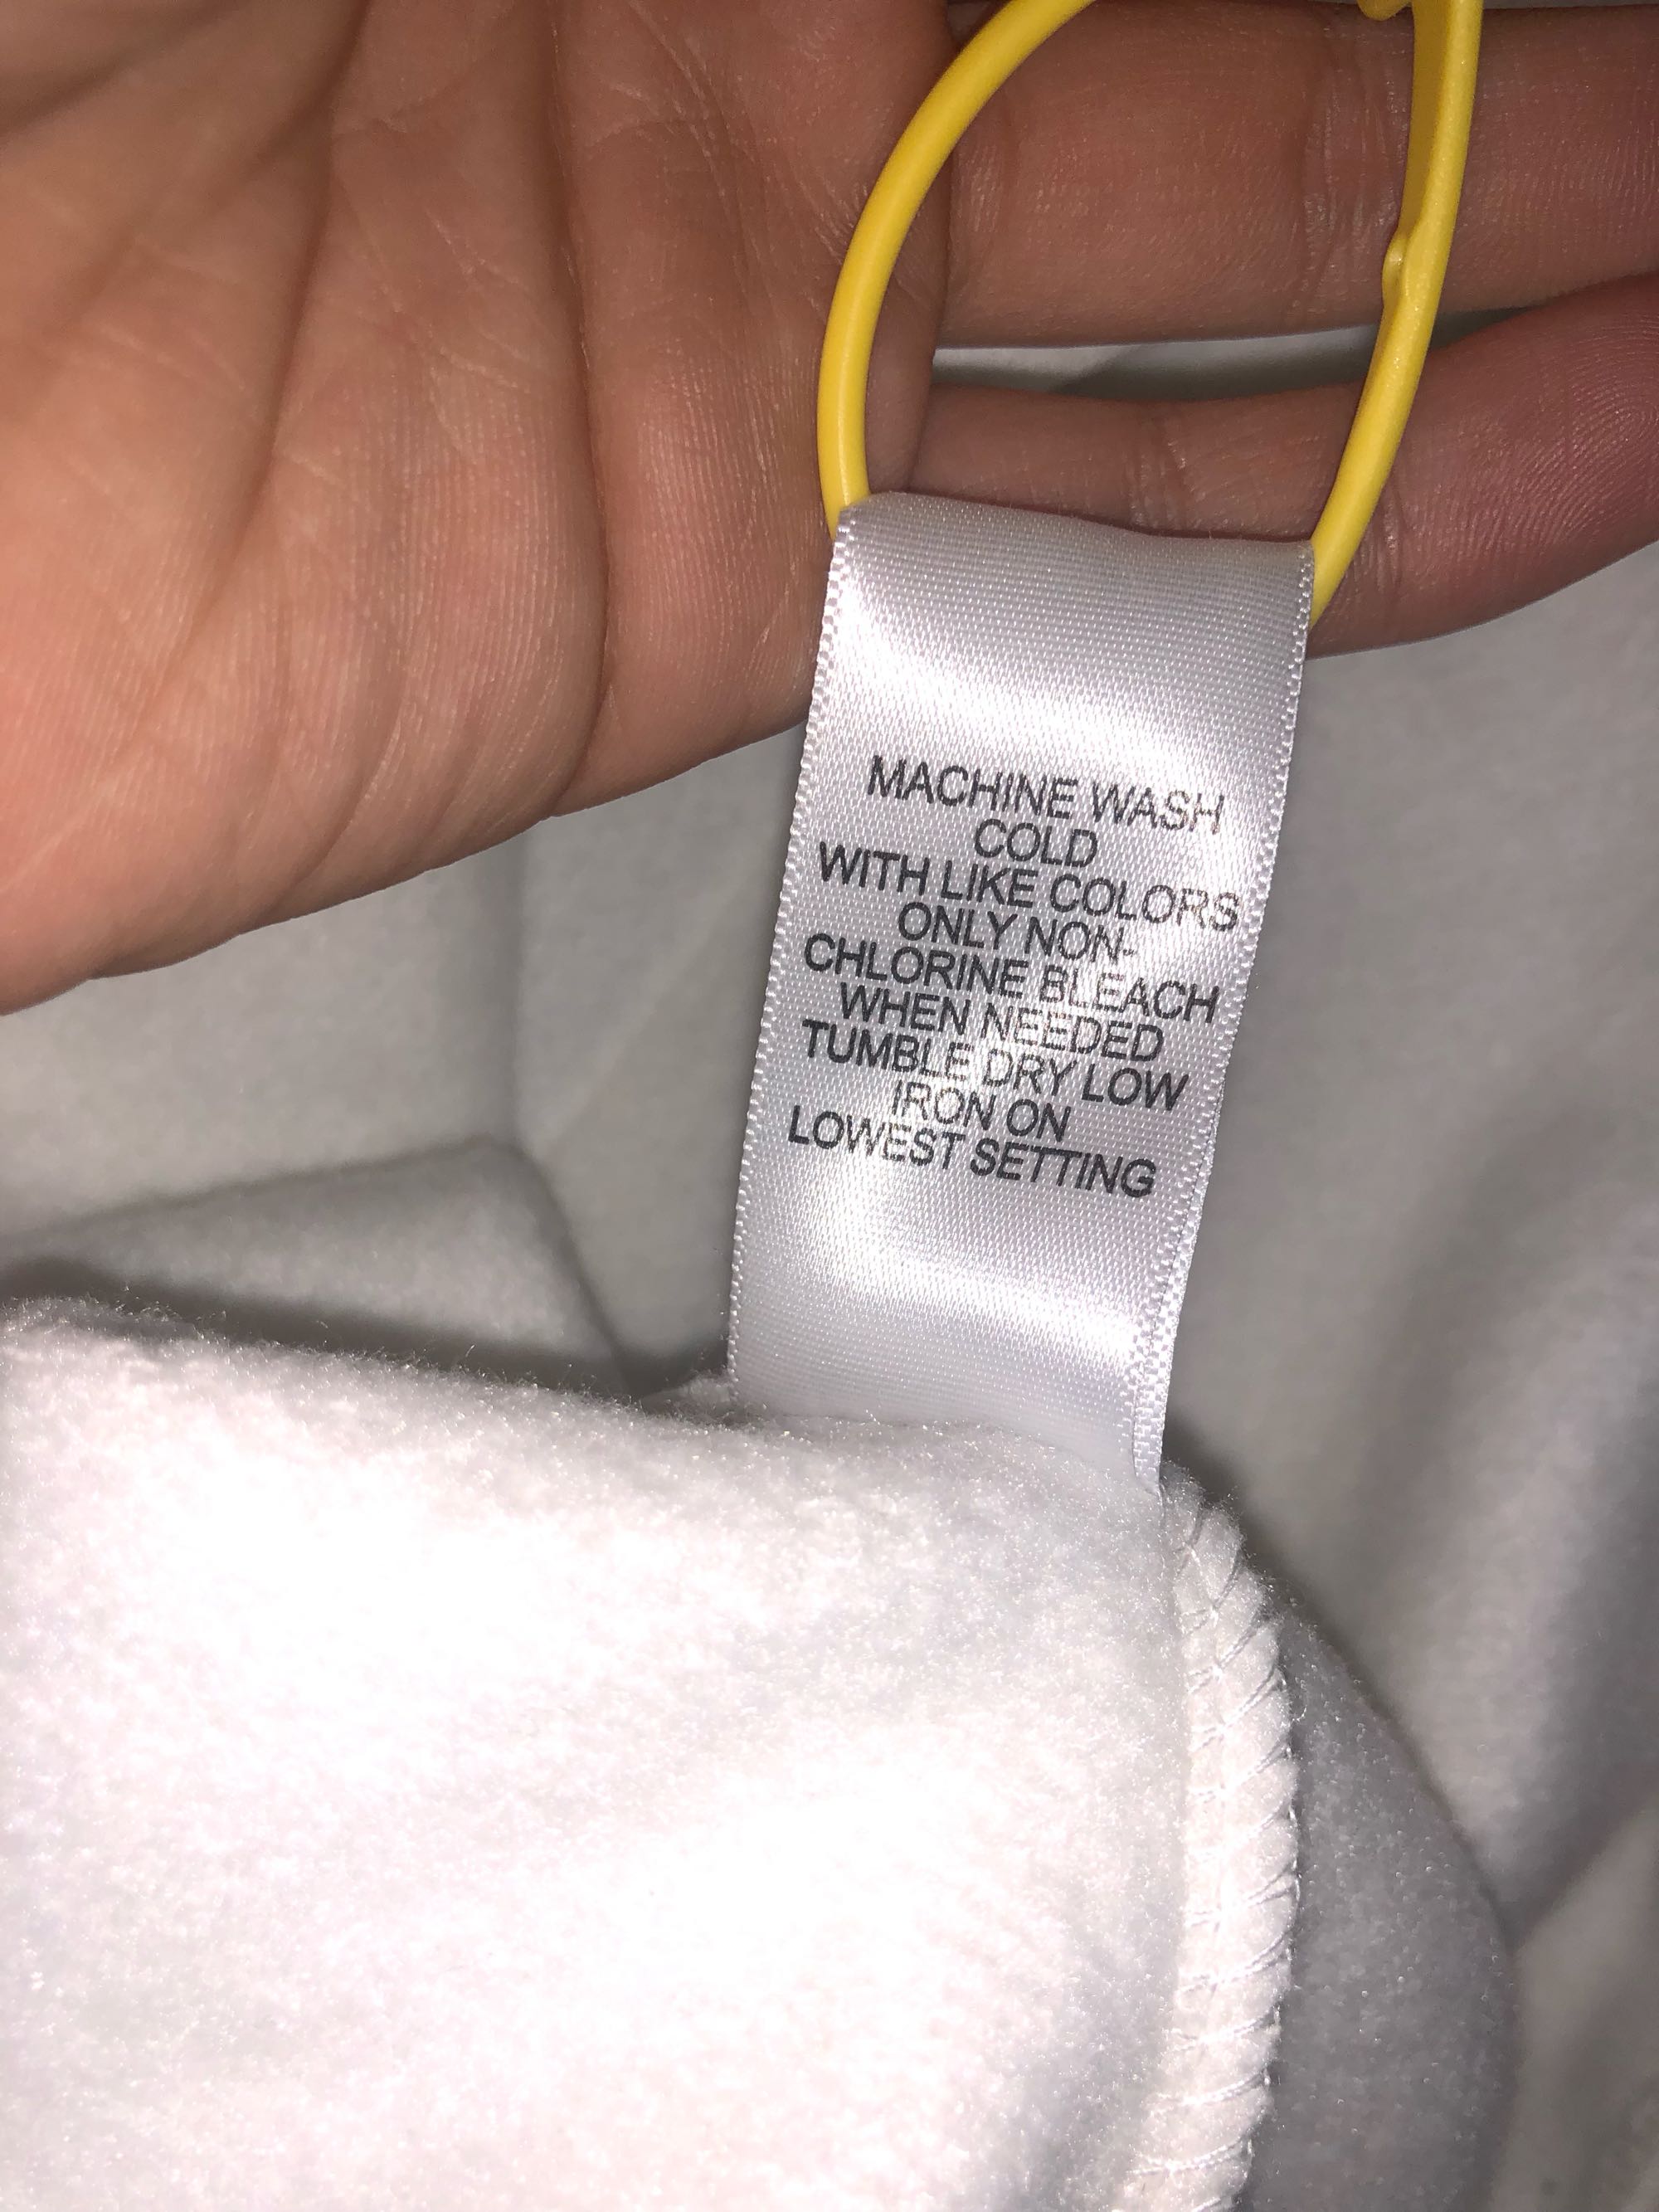 MACHINE WASH
COLD
WITH LIKE COLORS
ONLY NON-
CHLORINE BLEACH
WHEN NEEDED
TUMBLE DRY LOW
IRON ON
LOWEST SETTING